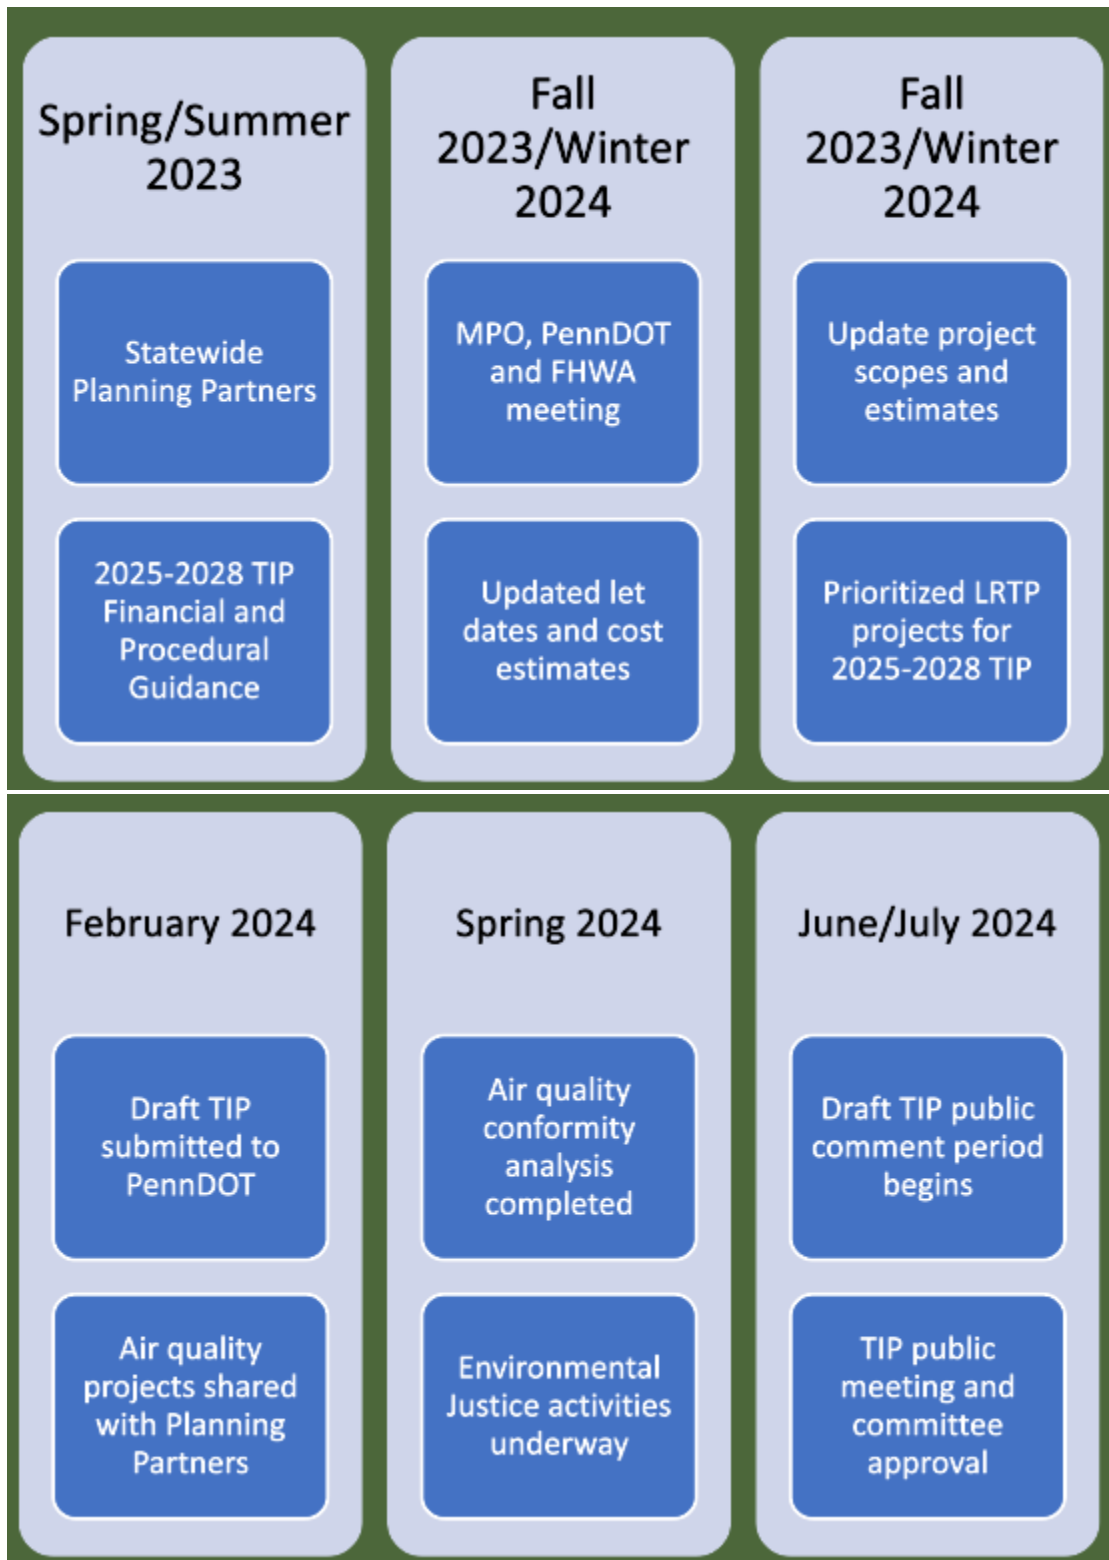 Spring/Summer
2023
Statewide
Planning Partners
2025-2028 TIP
Financial and
Procedural
Guidance
Fall
2023/Winter
2024
MPO, PennDOT
and FHWA
meeting
Updated let
dates and cost
estimates
Fall
2023/Winter
2024
Update project
scopes and
estimates
Prioritized LRTP
projects for
2025-2028 TIP
February 2024
Draft TIP
submitted to
PennDOT
Air quality
projects shared
with Planning
Partners
Spring 2024
Air quality
conformity
analysis
completed
Environmental
Justice activities
underway
June/July 2024
Draft TIP public
comment period
begins
TIP public
meeting and
committee
approval